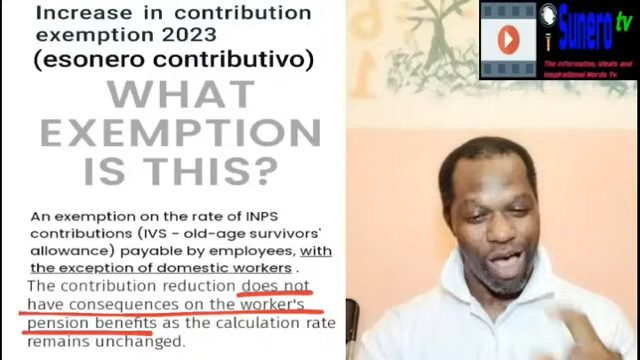 Increase in contribution
exemption 2023
(esonero contributivo)
WHAT
EXEMPTION
IS THIS?
An exemption on the rate of INPS
contributions (IVS - old-age survivors'
allowance) payable by employees, with
the exception of domestic workers .
The contribution reduction does not
have consequences on the worker's
pension benefits as the calculation rate
remains unchanged.
Sunero tv
The information, ideals and
Inspirational Words Tv.